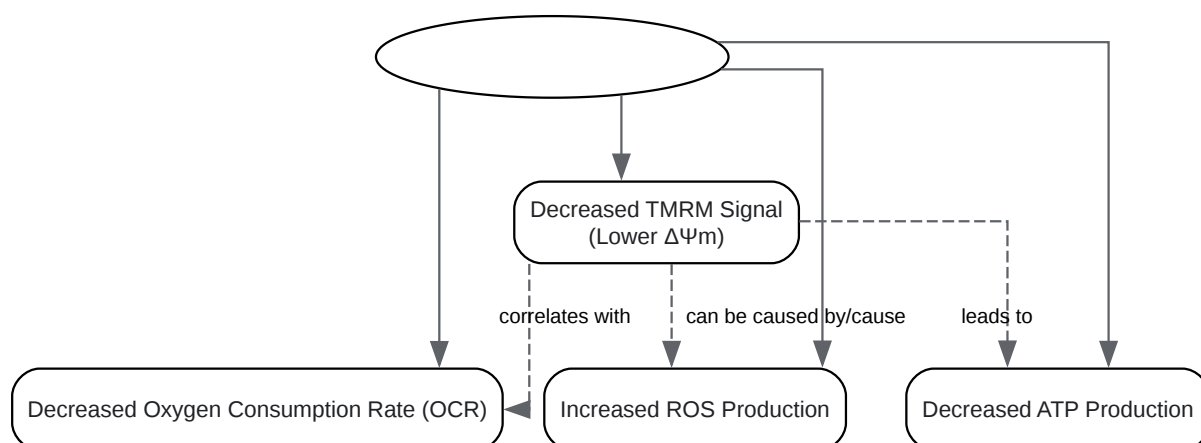 Decreased TMRM Signal
(Lower ΔΨm)
correlates with
can be caused by/cause
leads to
Decreased Oxygen Consumption Rate (OCR)
Increased ROS Production
Decreased ATP Production